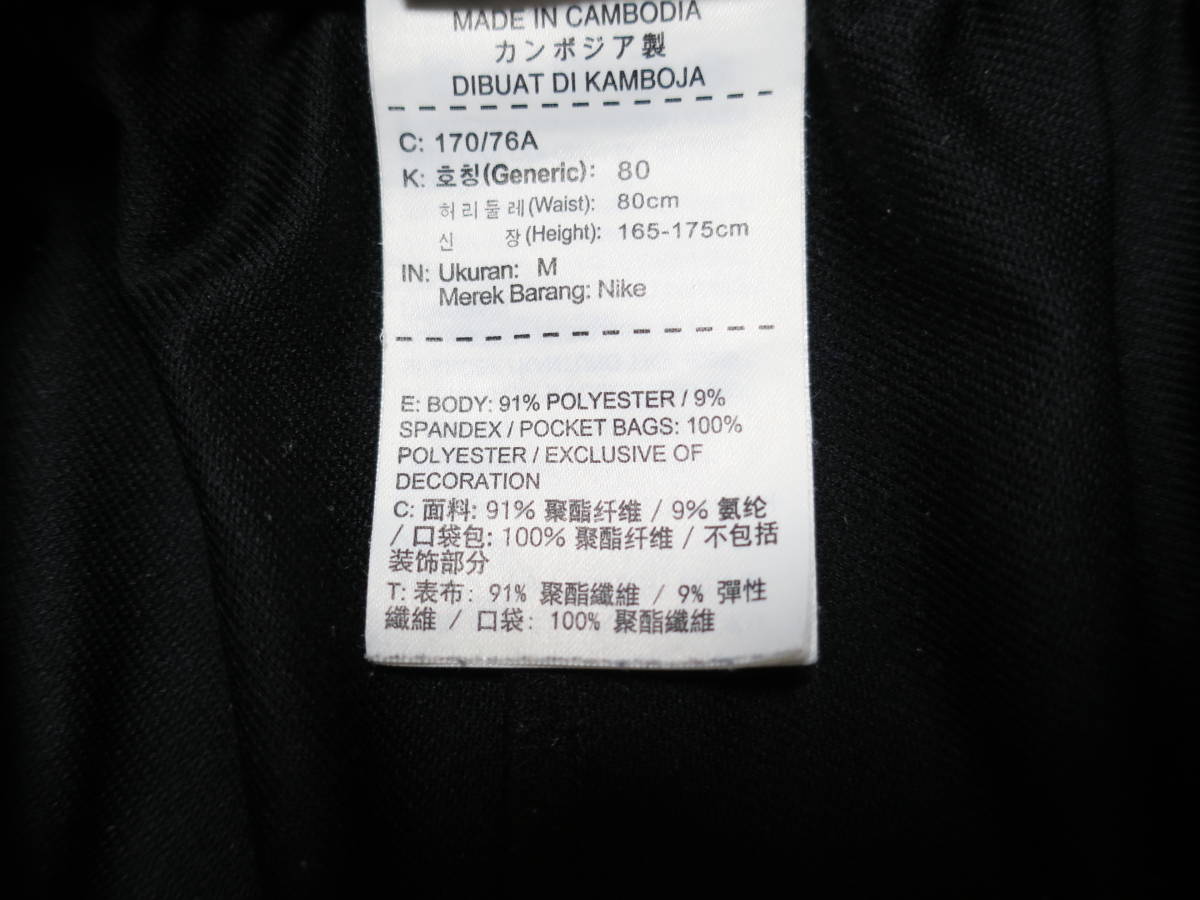 MADE IN CAMBODIA
カンボジア製
DIBUAT DI KAMBOJA
C: 170/76A
K: 호칭(Generic): 80
허리둘레(Waist): 80cm
신 장(Height): 165-175cm
IN: Ukuran: M
Merek Barang: Nike
E: BODY: 91% POLYESTER / 9%
SPANDEX / POCKET BAGS: 100%
POLYESTER / EXCLUSIVE OF
DECORATION
C: 面料: 91% 聚酯纤维 / 9% 氨纶
/ 口袋包: 100% 聚酯纤维 / 不包括
装饰部分
T: 表布: 91% 聚酯纖維 / 9% 彈性
纖維 / 口袋: 100% 聚酯纖維